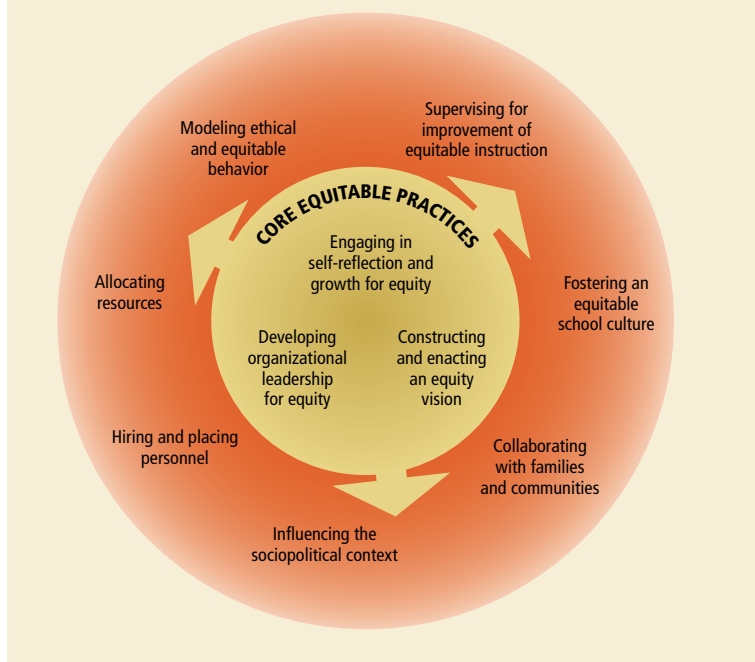 CORE EQUITABLE PRACTICES
Engaging in
self-reflection and
growth for equity
Developing
organizational
leadership
for equity
Constructing
and enacting
an equity
vision
Modeling ethical
and equitable
behavior
Supervising for
improvement of
equitable instruction
Fostering an
equitable
school culture
Collaborating
with families
and communities
Influencing the
sociopolitical context
Hiring and placing
personnel
Allocating
resources